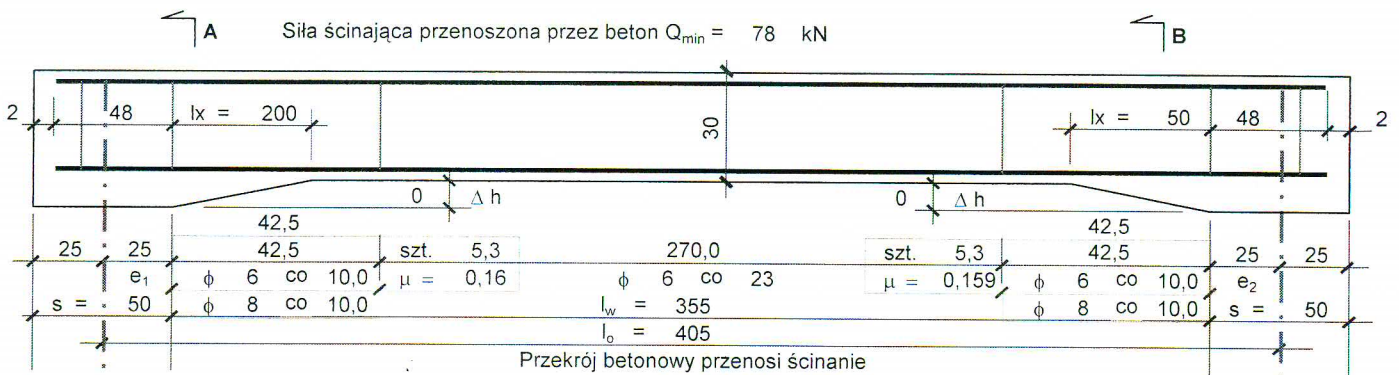 A Siła ścinająca przenoszona przez beton Qmin = 78 kN B
2 48 lx = 200 30 lx = 50 48 2
0 Δ h 0 Δ h
42,5 42,5
25 25 42,5 szt. 5,3 270,0 szt. 5,3 42,5 25 25
e1 ϕ 6 co 10,0 μ = 0,16 ϕ 6 co 23 μ = 0,159 ϕ 6 co 10,0 e2
s = 50 ϕ 8 co 10,0 lw = 355 ϕ 8 co 10,0 s = 50
lo = 405
Przekrój betonowy przenosi ścinanie